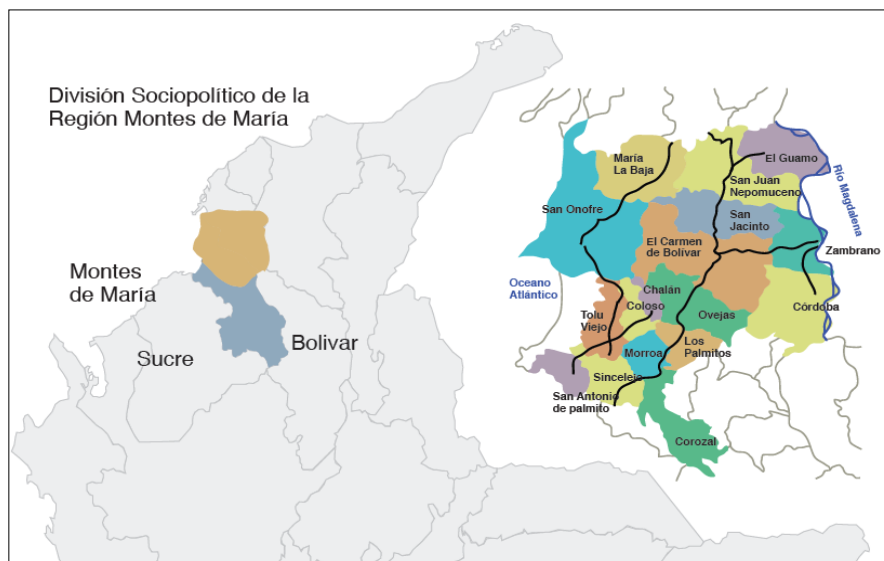 División Sociopolítico de la
Región Montes de María
Montes
de María
Sucre
Bolivar
María
La Baja
El Guamo
San Juan
Nepomuceno
Río Magdalena
San Onofre
San
Jacinto
El Carmen
de Bolívar
Zambrano
Oceano
Atlántico
Chalán
Coloso
Córdoba
Tolu
Viejo
Ovejas
Morroa
Los
Palmitos
Sincelejo
San Antonio
de palmito
Corozal